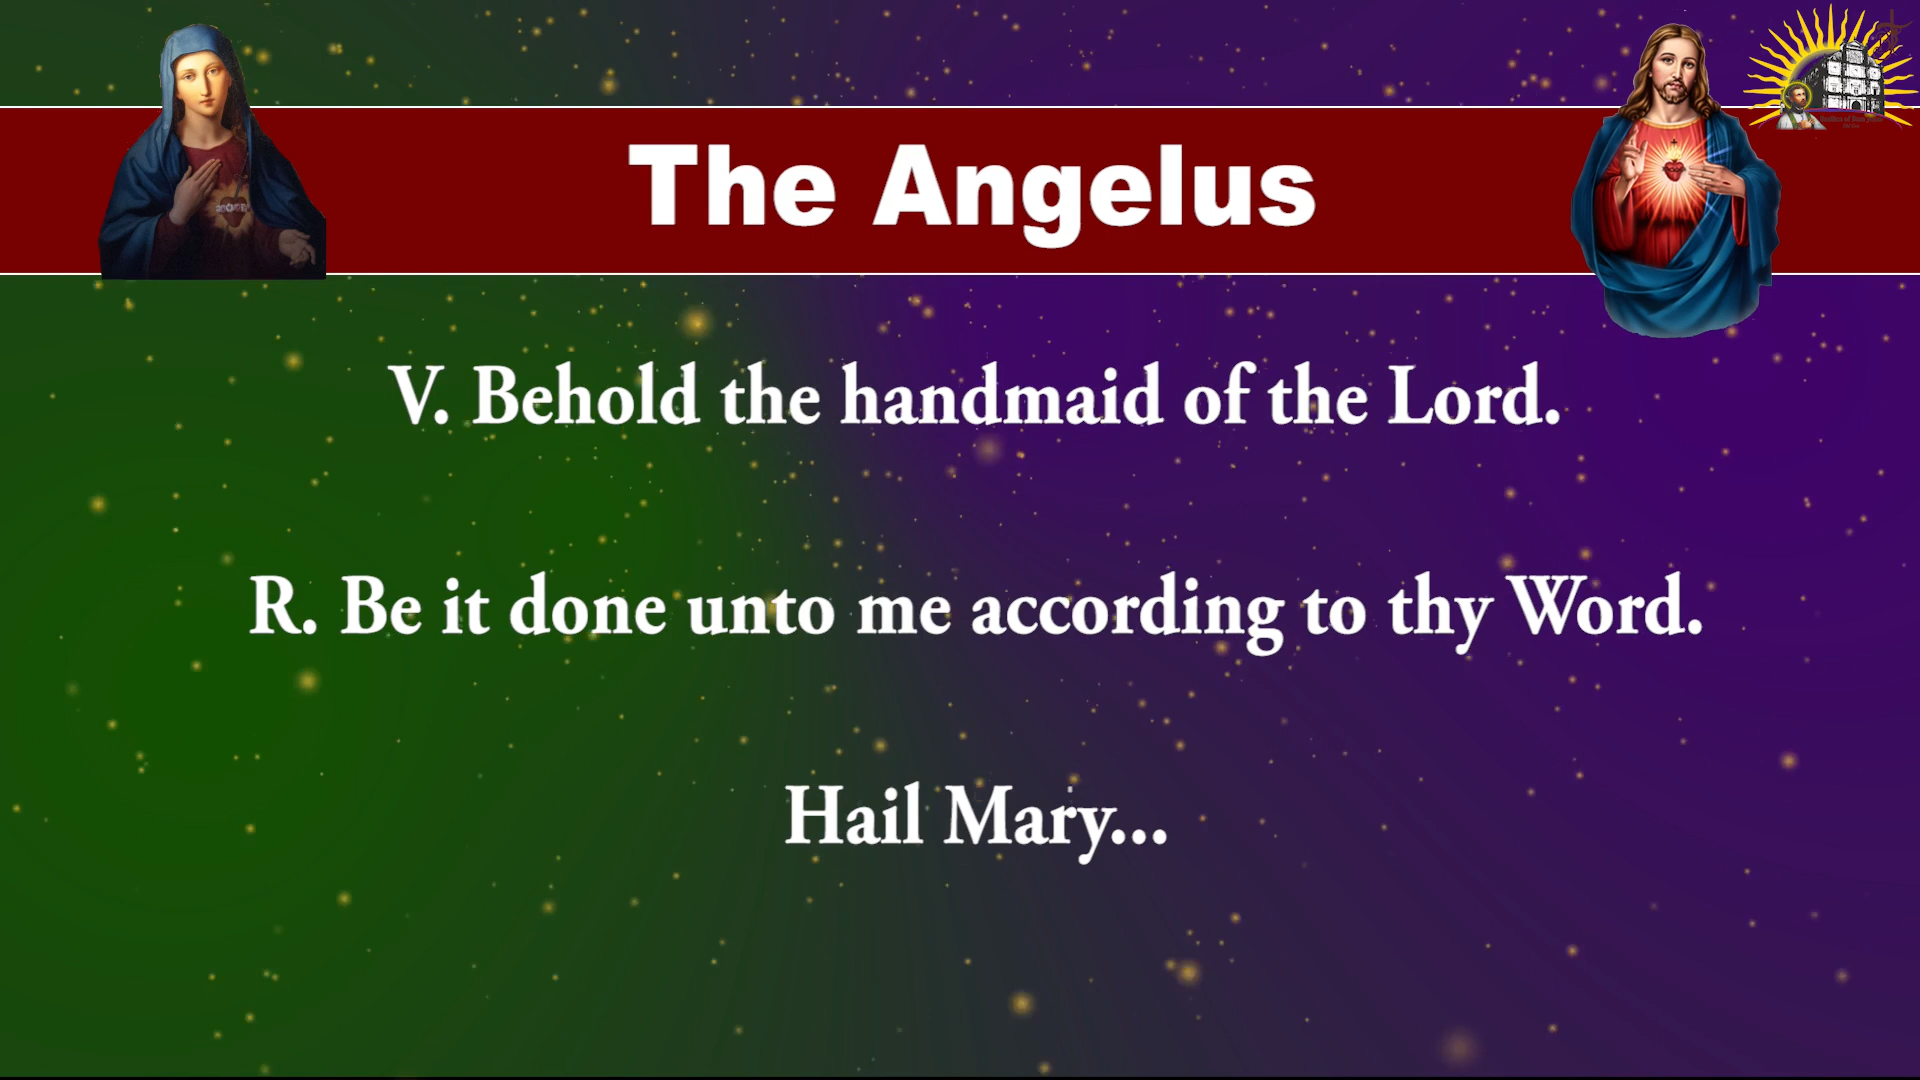 The Angelus
V. Behold the handmaid of the Lord.
R. Be it done unto me according to thy Word.
Hail Mary...